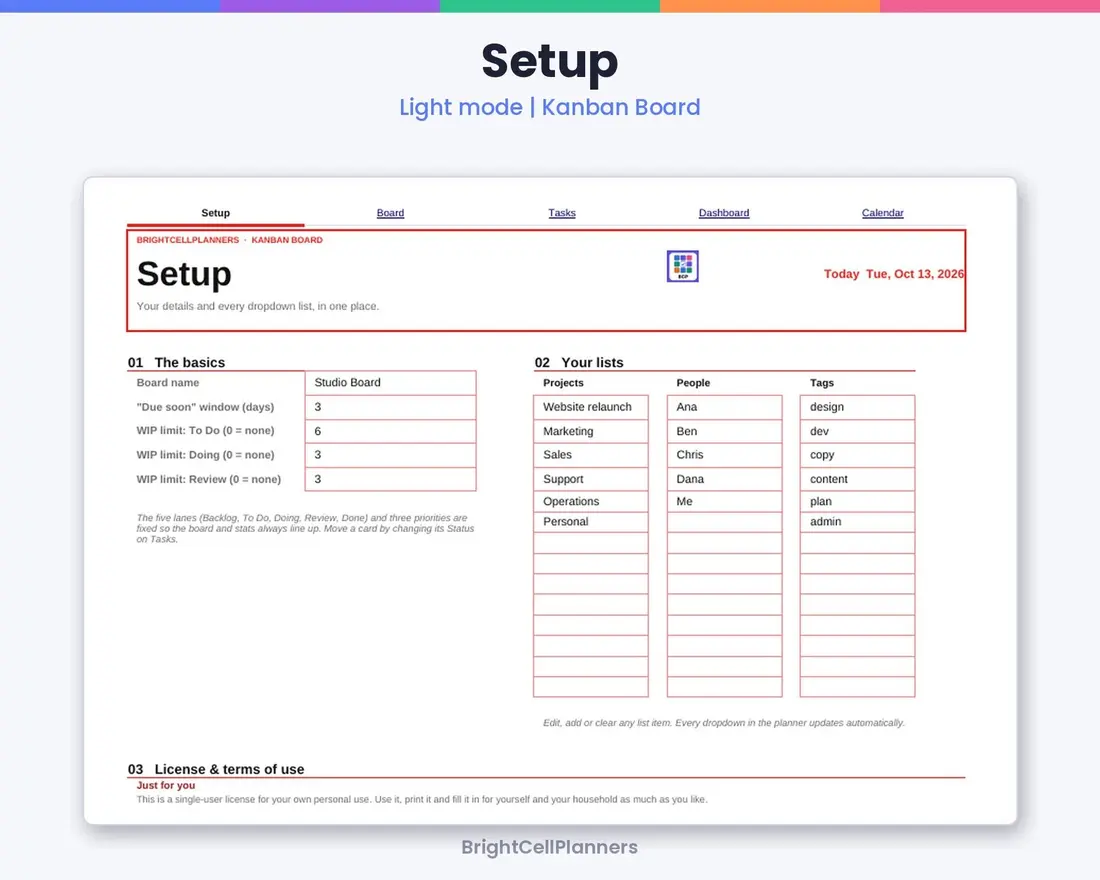 Setup
Light mode | Kanban Board
Setup Board Tasks Dashboard Calendar
BRIGHTCELLPLANNERS - KANBAN BOARD
Setup
BCP
Today Tue, Oct 13, 2026
Your details and every dropdown list, in one place.
01 The basics
Board name Studio Board
"Due soon" window (days) 3
WIP limit: To Do (0 = none) 6
WIP limit: Doing (0 = none) 3
WIP limit: Review (0 = none) 3
The five lanes (Backlog, To Do, Doing, Review, Done) and three priorities are
fixed so the board and stats always line up. Move a card by changing its Status
on Tasks.
02 Your lists
Projects People Tags
Website relaunch Ana design
Marketing Ben dev
Sales Chris copy
Support Dana content
Operations Me plan
Personal admin
Edit, add or clear any list item. Every dropdown in the planner updates automatically.
03 License & terms of use
Just for you
This is a single-user license for your own personal use. Use it, print it and fill it in for yourself and your household as much as you like.
BrightCellPlanners